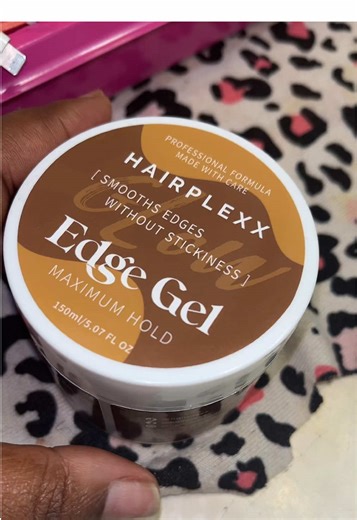 PROFESSIONAL FORMULA
MADE WITH CARE
HAIRPLEXX
[ SMOOTHS EDGES
WITHOUT STICKINESS ]
Glow
Edge Gel
MAXIMUM HOLD
150ml/5.07 FL OZ